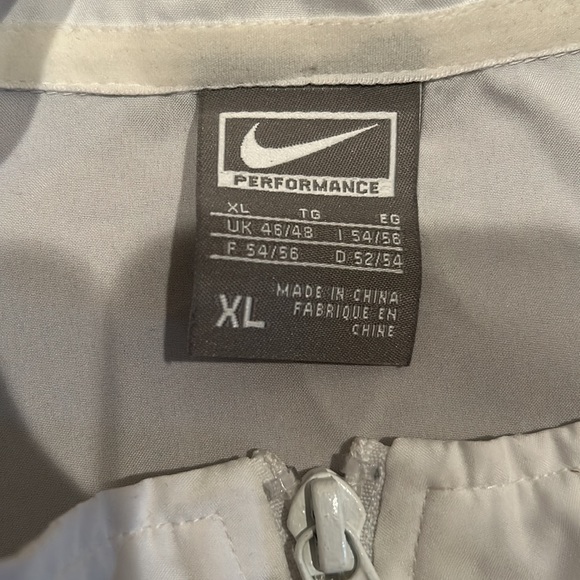 PERFORMANCE
XL TG EG
UK 46/48 I 54/56
F 54/56 D 52/54
XL
MADE IN CHINA
FABRIQUE EN
CHINE